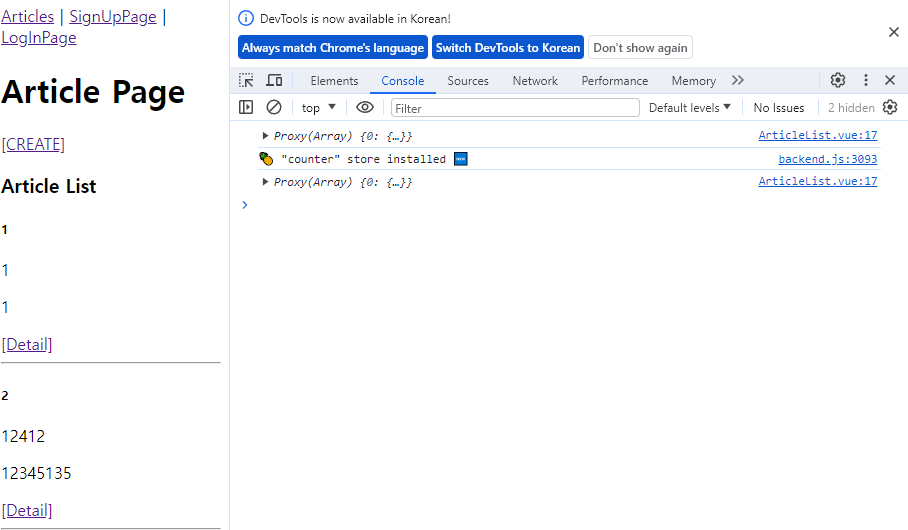 Articles | SignUpPage |
LogInPage
Article Page
[CREATE]
Article List
1
1
1
[Detail]
2
12412
12345135
[Detail]
DevTools is now available in Korean!
Always match Chrome's language Switch DevTools to Korean Don't show again
Elements Console Sources Network Performance Memory
top Filter Default levels No Issues 2 hidden
Proxy(Array) {0: {…}} ArticleList.vue:17
"counter" store installed NEW backend.js:3093
Proxy(Array) {0: {…}} ArticleList.vue:17